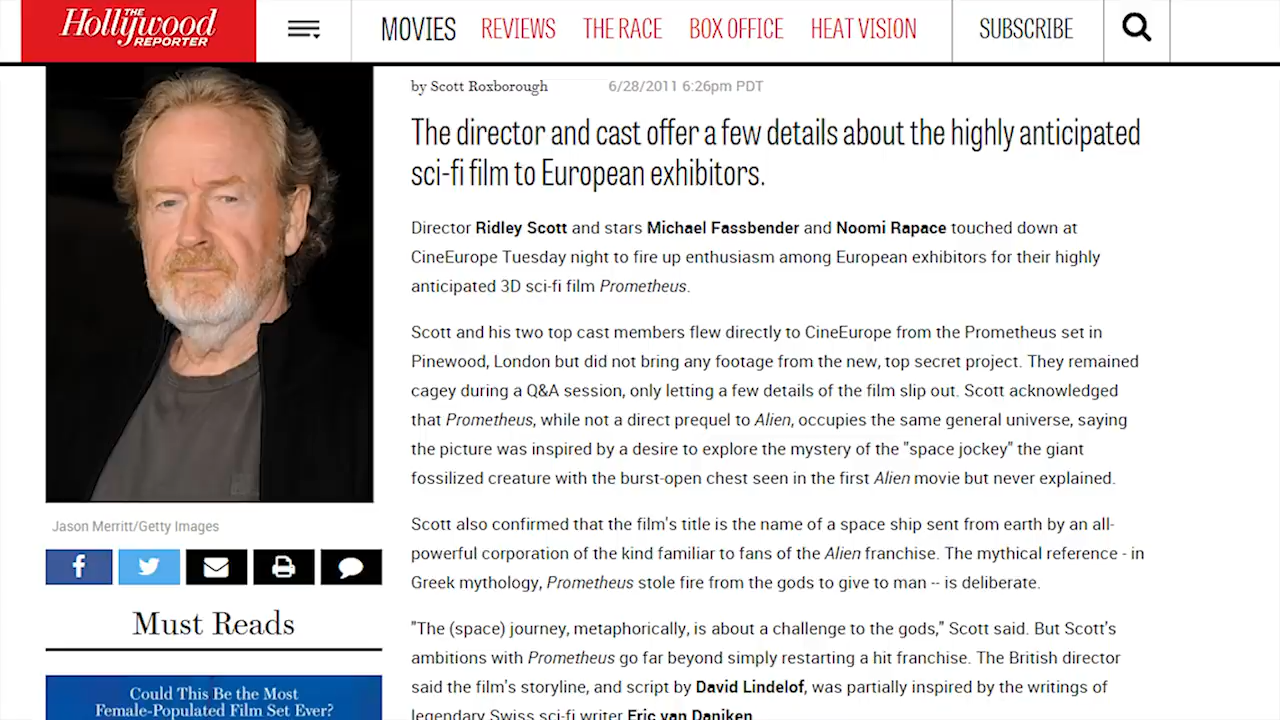 THE
Hollywood
REPORTER
MOVIES REVIEWS THE RACE BOX OFFICE HEAT VISION SUBSCRIBE
by Scott Roxborough 6/28/2011 6:26pm PDT
The director and cast offer a few details about the highly anticipated
sci-fi film to European exhibitors.
Director Ridley Scott and stars Michael Fassbender and Noomi Rapace touched down at
CineEurope Tuesday night to fire up enthusiasm among European exhibitors for their highly
anticipated 3D sci-fi film Prometheus.
Scott and his two top cast members flew directly to CineEurope from the Prometheus set in
Pinewood, London but did not bring any footage from the new, top secret project. They remained
cagey during a Q&A session, only letting a few details of the film slip out. Scott acknowledged
that Prometheus, while not a direct prequel to Alien, occupies the same general universe, saying
the picture was inspired by a desire to explore the mystery of the "space jockey" the giant
fossilized creature with the burst-open chest seen in the first Alien movie but never explained.
Scott also confirmed that the film's title is the name of a space ship sent from earth by an all-
powerful corporation of the kind familiar to fans of the Alien franchise. The mythical reference - in
Greek mythology, Prometheus stole fire from the gods to give to man -- is deliberate.
"The (space) journey, metaphorically, is about a challenge to the gods," Scott said. But Scott's
ambitions with Prometheus go far beyond simply restarting a hit franchise. The British director
said the film's storyline, and script by David Lindelof, was partially inspired by the writings of
legendary Swiss sci-fi writer Eric van Daniken.
Jason Merritt/Getty Images
f
Must Reads
Could This Be the Most
Female-Populated Film Set Ever?